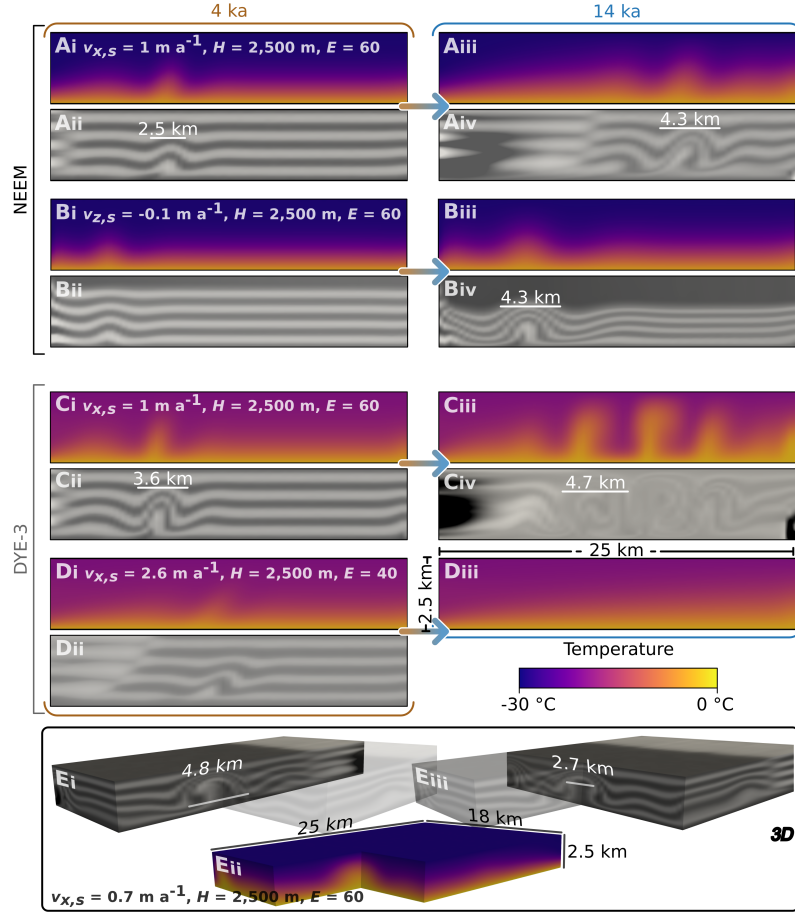 4 ka
14 ka
NEEM
Ai v_{x,s} = 1 m a^{-1}, H = 2,500 m, E = 60
Aiii
Aii
2.5 km
Aiv
4.3 km
Bi v_{z,s} = -0.1 m a^{-1}, H = 2,500 m, E = 60
Biii
Bii
Biv
4.3 km
DYE-3
Ci v_{x,s} = 1 m a^{-1}, H = 2,500 m, E = 60
Ciii
Cii
3.6 km
Civ
4.7 km
25 km
Di v_{x,s} = 2.6 m a^{-1}, H = 2,500 m, E = 40
2.5 km
Diii
Dii
Temperature
-30 °C
0 °C
Ei
4.8 km
Eiii
2.7 km
25 km
18 km
Eii
2.5 km
3D
v_{x,s} = 0.7 m a^{-1}, H = 2,500 m, E = 60